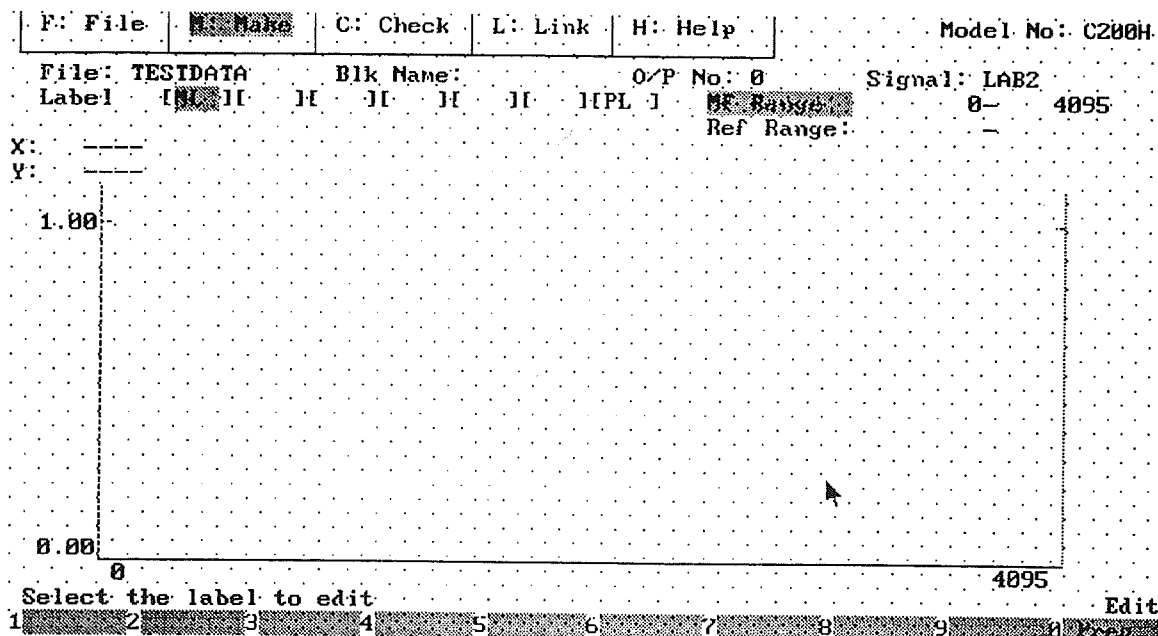 F: File M: Make C: Check L: Link H: Help Model No: C200H
File: TESTDATA Blk Name: O/P No: 0 Signal: LAB2
Label [NL ][ ][ ][ ][ ][ ][PL ] MF Range: 0- 4095
Ref Range: -
X: ----
Y: ----
1.00
0.00
0 4095
Select the label to edit
Edit
1 2 3 4 5 6 7 8 9 0